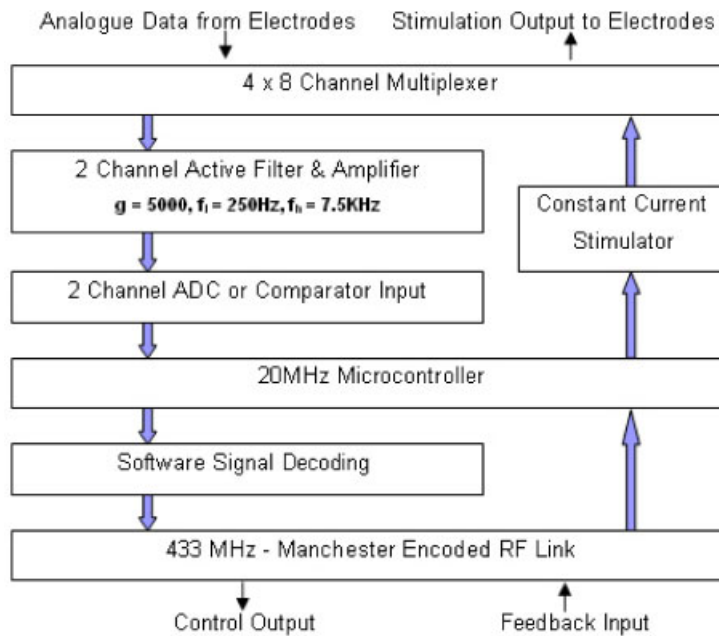 Analogue Data from Electrodes
Stimulation Output to Electrodes
4 x 8 Channel Multiplexer
2 Channel Active Filter & Amplifier
g = 5000, fₗ = 250Hz, fₕ = 7.5KHz
Constant Current
Stimulator
2 Channel ADC or Comparator Input
20MHz Microcontroller
Software Signal Decoding
433 MHz - Manchester Encoded RF Link
Control Output
Feedback Input